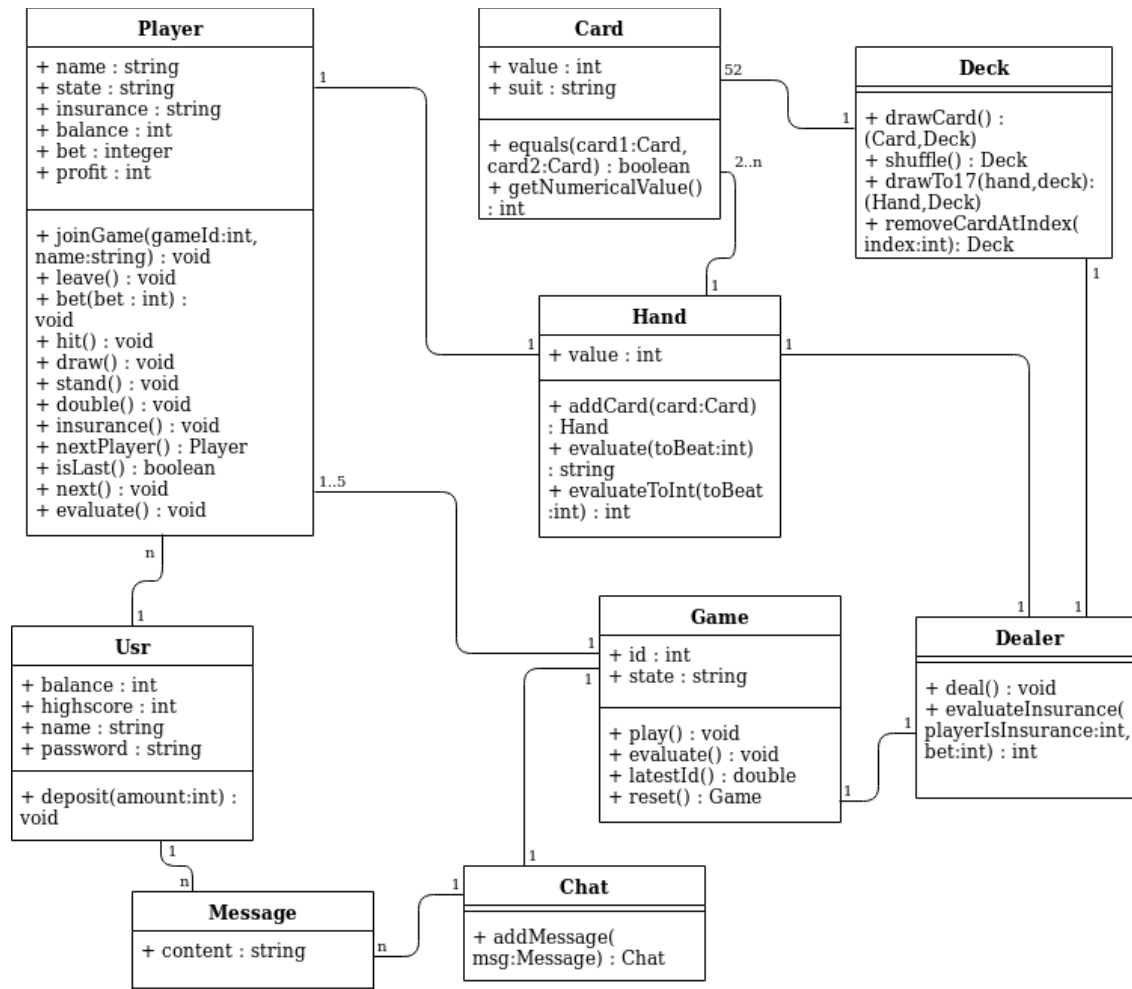 Player
+ name : string
+ state : string
+ insurance : string
+ balance : int
+ bet : integer
+ profit : int
+ joinGame(gameId:int,
name:string) : void
+ leave() : void
+ bet(bet : int) :
void
+ hit() : void
+ draw() : void
+ stand() : void
+ double() : void
+ insurance() : void
+ nextPlayer() : Player
+ isLast() : boolean
+ next() : void
+ evaluate() : void
1
1..5
n
Card
+ value : int
+ suit : string
+ equals(card1:Card,
card2:Card) : boolean
+ getNumericalValue()
: int
52
2..n
1
Deck
+ drawCard() :
(Card,Deck)
+ shuffle() : Deck
+ drawTo17(hand,deck):
(Hand,Deck)
+ removeCardAtIndex(
index:int): Deck
1
1
1
Hand
+ value : int
+ addCard(card:Card)
: Hand
+ evaluate(toBeat:int)
: string
+ evaluateToInt(toBeat
:int) : int
1
1
Usr
+ balance : int
+ highscore : int
+ name : string
+ password : string
+ deposit(amount:int) :
void
1
1
Game
+ id : int
+ state : string
+ play() : void
+ evaluate() : void
+ latestId() : double
+ reset() : Game
1
1
1
1
1
Dealer
+ deal() : void
+ evaluateInsurance(
playerIsInsurance:int,
bet:int) : int
1
n
Message
+ content : string
n
1
1
Chat
+ addMessage(
msg:Message) : Chat